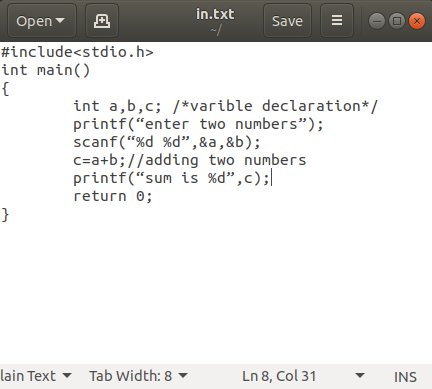 Open in.txt Save
~/
#include<stdio.h>
int main()
{
        int a,b,c; /*varible declaration*/
        printf(“enter two numbers”);
        scanf(“%d %d”,&a,&b);
        c=a+b;//adding two numbers
        printf(“sum is %d”,c);
        return 0;
}
lain Text Tab Width: 8 Ln 8, Col 31 INS